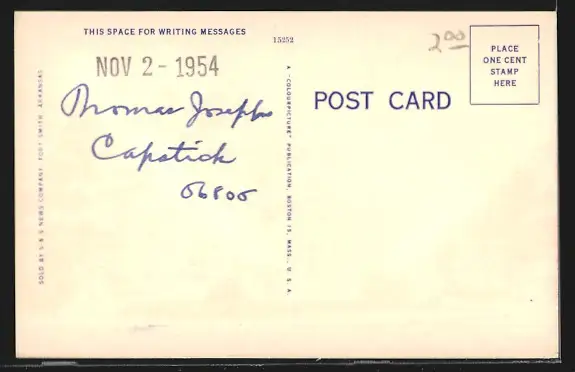 THIS SPACE FOR WRITING MESSAGES
15252
2.00
PLACE
ONE CENT
STAMP
HERE
NOV 2 - 1954
Thomas Joseph
Capstick
06806
POST CARD
SOLD BY S & S NEWS COMPANY, FORT SMITH, ARKANSAS
A "COLOURPICTURE" PUBLICATION, BOSTON 15, MASS., U. S. A.